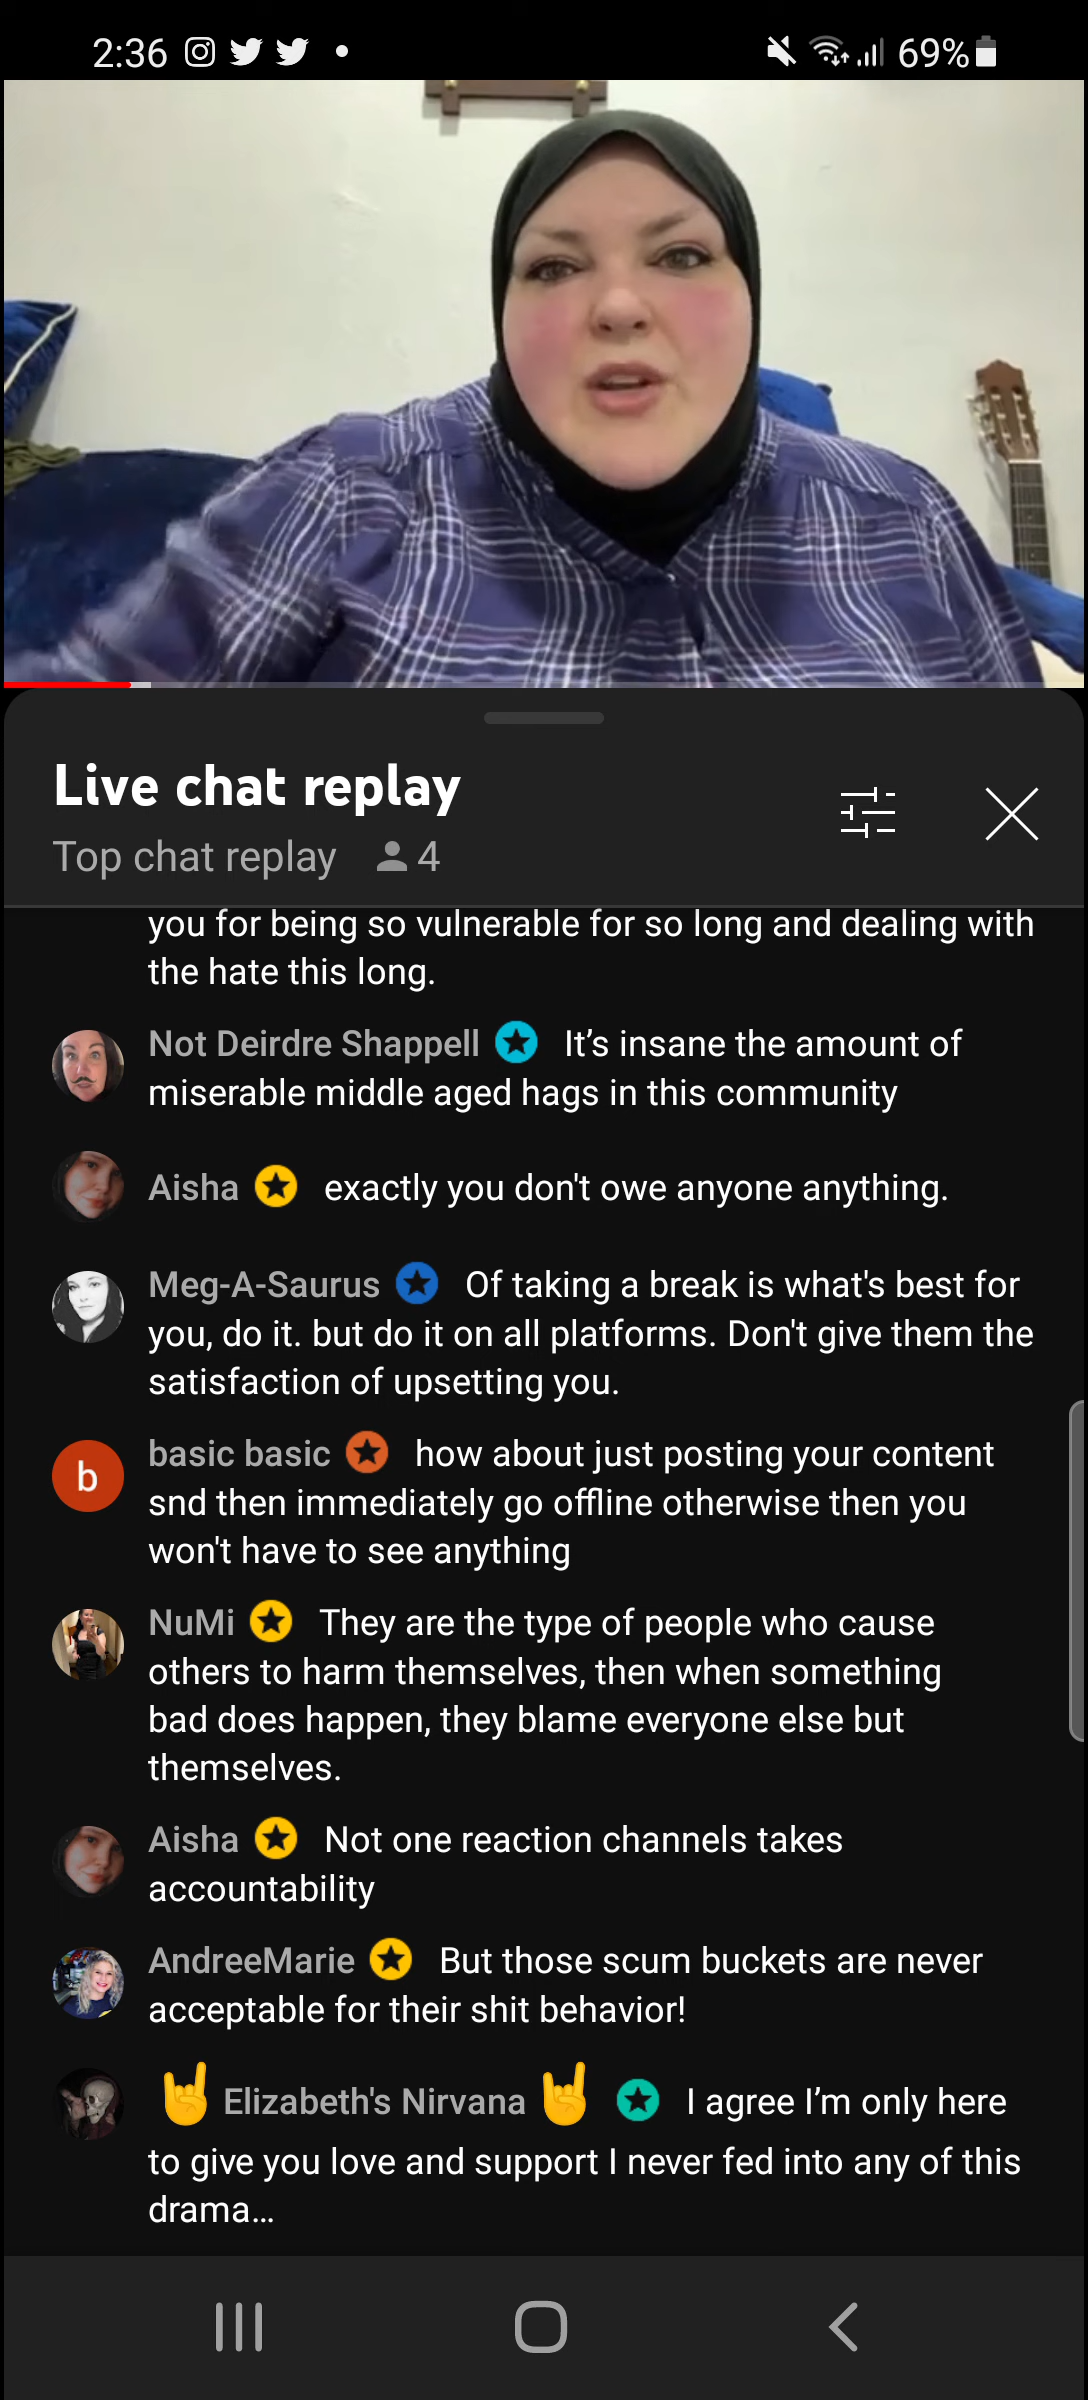 2:36 69%
Live chat replay
Top chat replay 4
you for being so vulnerable for so long and dealing with
the hate this long.
Not Deirdre Shappell It’s insane the amount of
miserable middle aged hags in this community
Aisha exactly you don't owe anyone anything.
Meg-A-Saurus Of taking a break is what's best for
you, do it. but do it on all platforms. Don't give them the
satisfaction of upsetting you.
b basic basic how about just posting your content
snd then immediately go offline otherwise then you
won't have to see anything
NuMi They are the type of people who cause
others to harm themselves, then when something
bad does happen, they blame everyone else but
themselves.
Aisha Not one reaction channels takes
accountability
AndreeMarie But those scum buckets are never
acceptable for their shit behavior!
🤘Elizabeth's Nirvana🤘 I agree I’m only here
to give you love and support I never fed into any of this
drama…